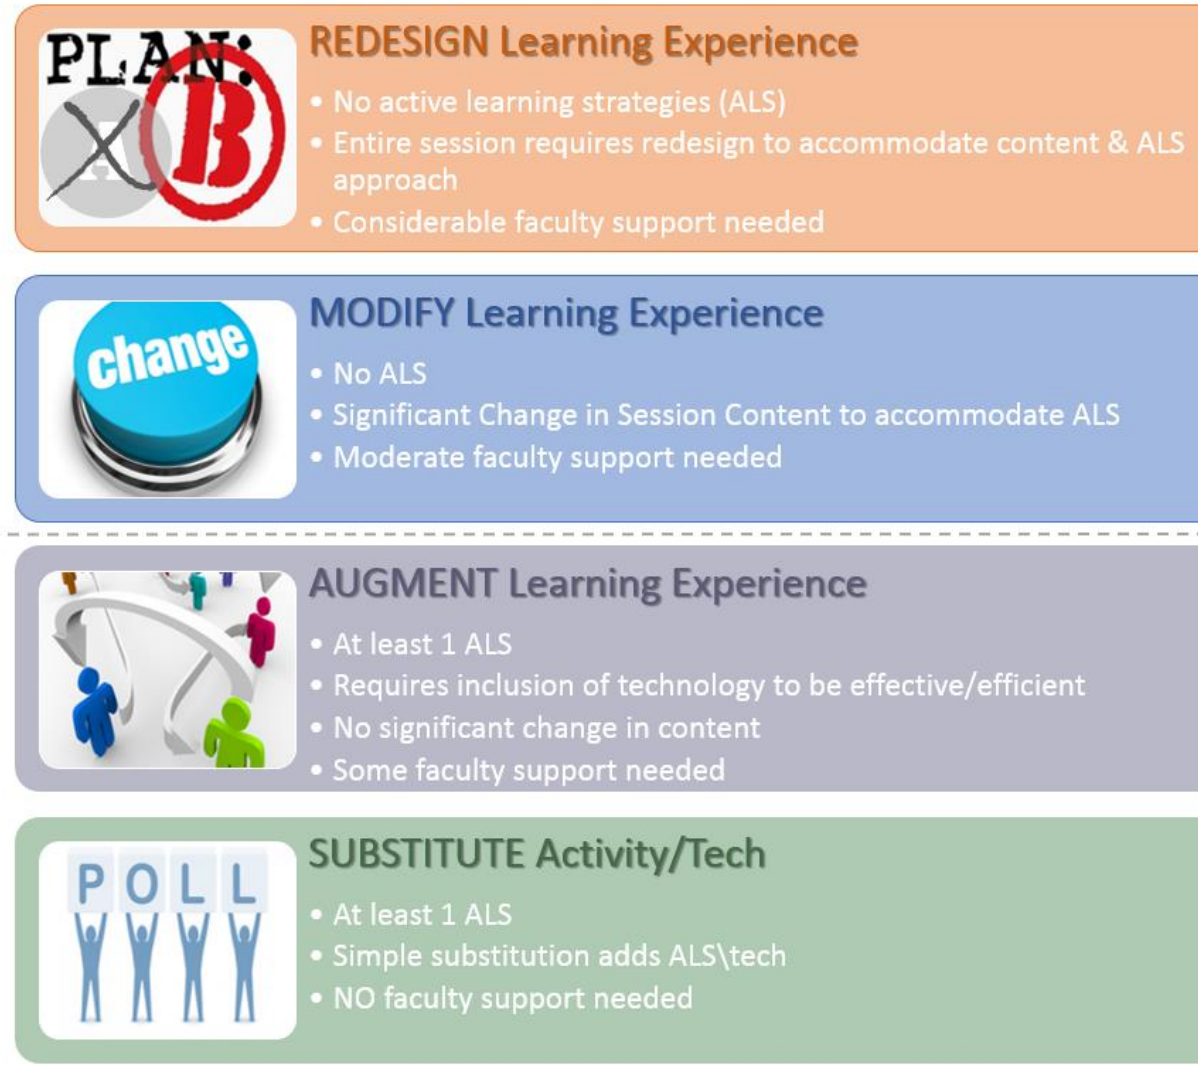 PLAN:
A
B
REDESIGN Learning Experience
• No active learning strategies (ALS)
• Entire session requires redesign to accommodate content & ALS
approach
• Considerable faculty support needed
change
MODIFY Learning Experience
• No ALS
• Significant Change in Session Content to accommodate ALS
• Moderate faculty support needed
AUGMENT Learning Experience
• At least 1 ALS
• Requires inclusion of technology to be effective/efficient
• No significant change in content
• Some faculty support needed
POLL
SUBSTITUTE Activity/Tech
• At least 1 ALS
• Simple substitution adds ALS\tech
• NO faculty support needed